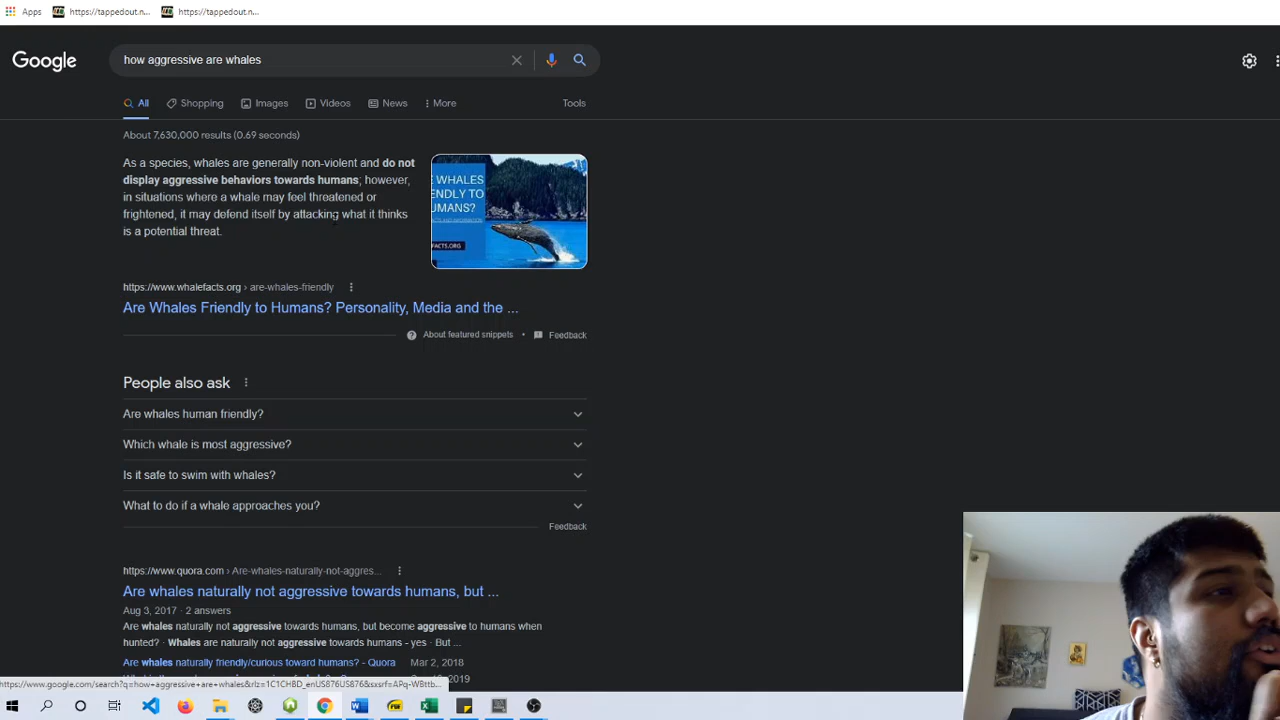 Apps
https://tappedout.n...
https://tappedout.n...
Google
how aggressive are whales
All
Shopping
Images
Videos
News
More
Tools
About 7,630,000 results (0.69 seconds)
As a species, whales are generally non-violent and do not
display aggressive behaviors towards humans; however,
in situations where a whale may feel threatened or
frightened, it may defend itself by attacking what it thinks
is a potential threat.
E WHALES
ENDLY TO
UMANS?
FACTS.ORG
https://www.whalefacts.org › are-whales-friendly
Are Whales Friendly to Humans? Personality, Media and the ...
About featured snippets • Feedback
People also ask
Are whales human friendly?
Which whale is most aggressive?
Is it safe to swim with whales?
What to do if a whale approaches you?
Feedback
https://www.quora.com › Are-whales-naturally-not-aggres...
Are whales naturally not aggressive towards humans, but ...
Aug 3, 2017 · 2 answers
Are whales naturally not aggressive towards humans, but become aggressive to humans when
hunted? · Whales are naturally not aggressive towards humans - yes · But ...
Are whales naturally friendly/curious toward humans? - Quora
Mar 2, 2018